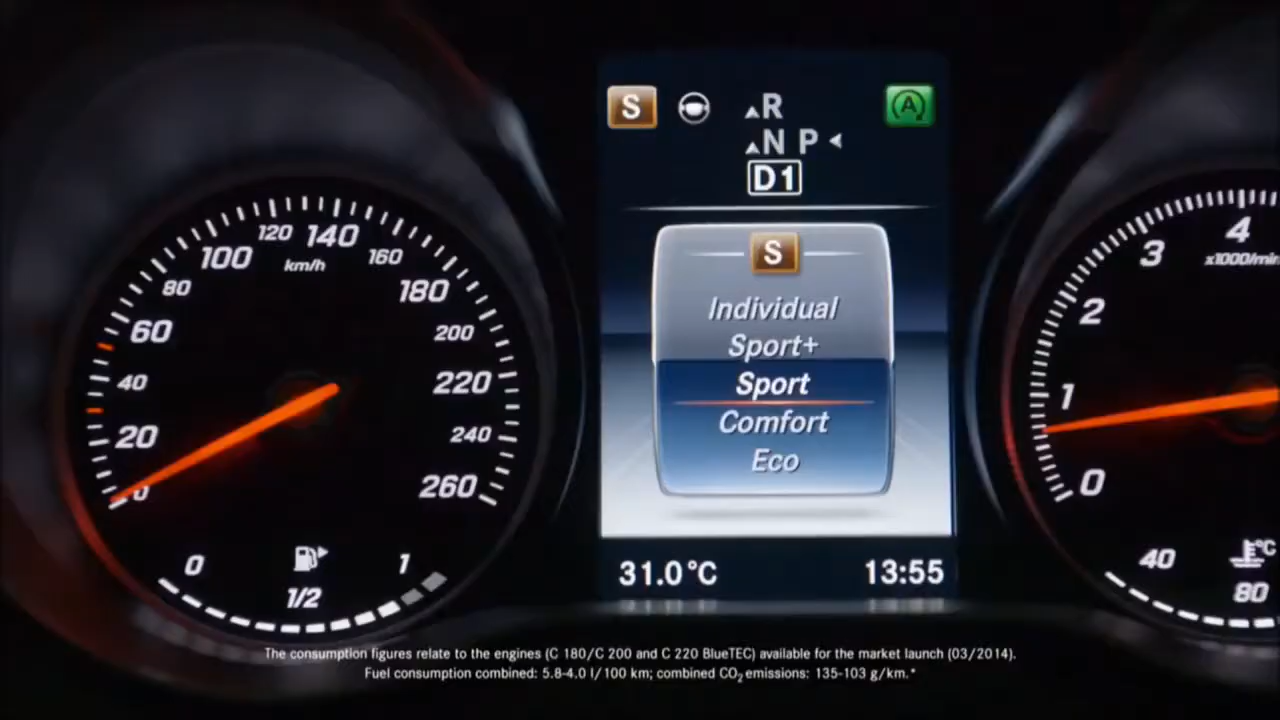 S
R
N P
D1
A
0
20
40
60
80
100
120
140
160
180
200
220
240
260
km/h
0
1/2
1
S
Individual
Sport+
Sport
Comfort
Eco
31.0°C
13:55
0
1
2
3
4
x1000/min
40
80
°C
The consumption figures relate to the engines (C 180/C 200 and C 220 BlueTEC) available for the market launch (03/2014).
Fuel consumption combined: 5.8-4.0 l/100 km; combined CO₂ emissions: 135-103 g/km.*